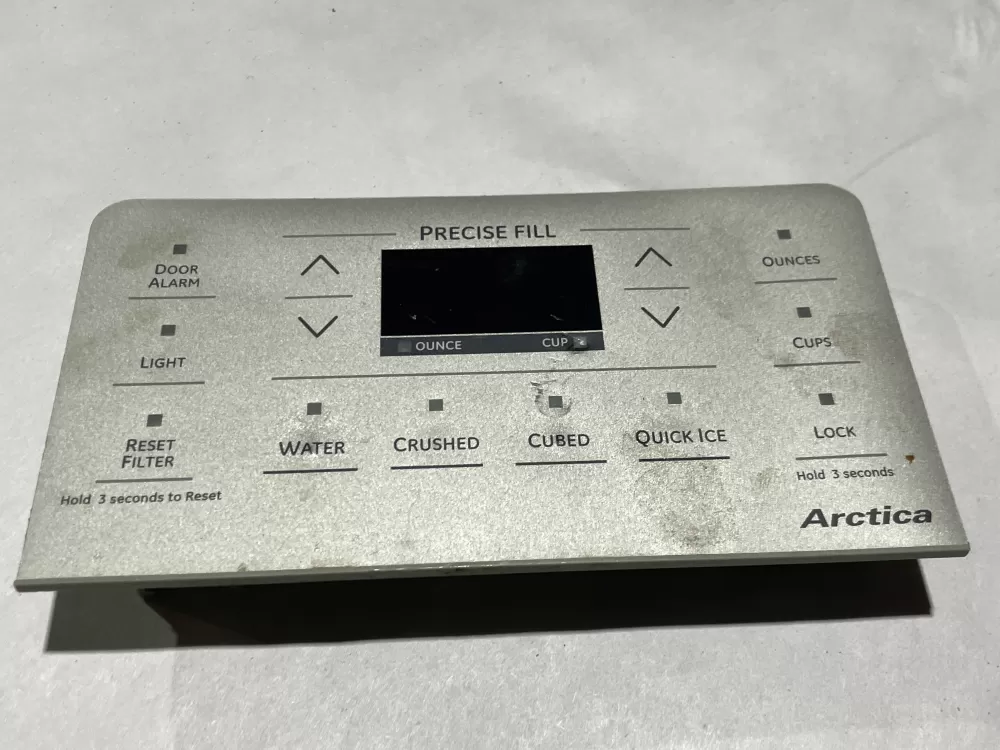 PRECISE FILL
DOOR
ALARM
LIGHT
RESET
FILTER
Hold 3 seconds to Reset
OUNCE CUP
WATER
CRUSHED
CUBED
QUICK ICE
OUNCES
CUPS
LOCK
Hold 3 seconds
Arctica